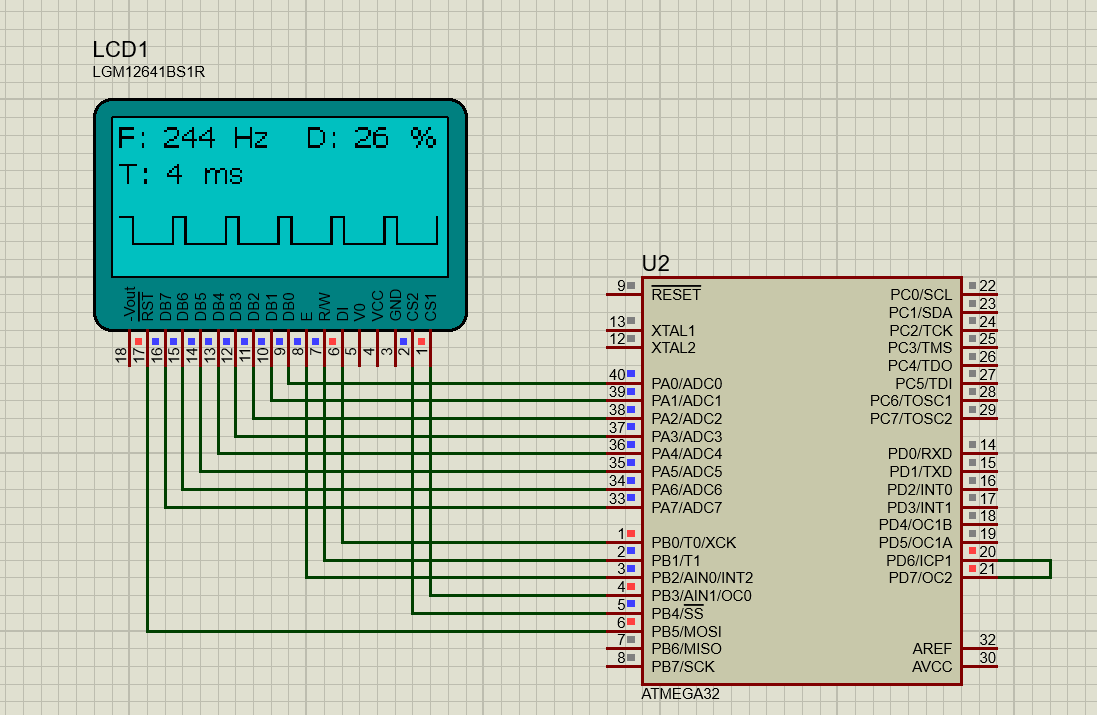 LCD1
LGM12641BS1R
F: 244 Hz D: 26 %
T: 4 ms
-Vout RST DB7 DB6 DB5 DB4 DB3 DB2 DB1 DB0 E R/W DI V0 VCC GND CS2 CS1
18 17 16 15 14 13 12 11 10 9 8 7 6 5 4 3 2 1
U2
9 RESET PC0/SCL 22
PC1/SDA 23
13 XTAL1 PC2/TCK 24
12 XTAL2 PC3/TMS 25
PC4/TDO 26
40 PA0/ADC0 PC5/TDI 27
39 PA1/ADC1 PC6/TOSC1 28
38 PA2/ADC2 PC7/TOSC2 29
37 PA3/ADC3
36 PA4/ADC4 PD0/RXD 14
35 PA5/ADC5 PD1/TXD 15
34 PA6/ADC6 PD2/INT0 16
33 PA7/ADC7 PD3/INT1 17
PD4/OC1B 18
1 PB0/T0/XCK PD5/OC1A 19
2 PB1/T1 PD6/ICP1 20
3 PB2/AIN0/INT2 PD7/OC2 21
4 PB3/AIN1/OC0
5 PB4/SS
6 PB5/MOSI
7 PB6/MISO AREF 32
8 PB7/SCK AVCC 30
ATMEGA32